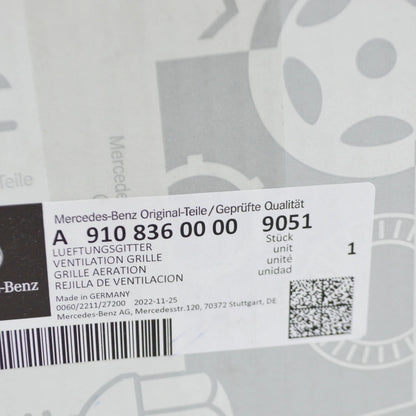 Mercedes-Benz Original-Teile/Geprüfte Qualität
A 910 836 00 00 9051
LUEFTUNGSGITTER Stück
VENTILATION GRILLE unit 1
GRILLE AERATION unité
REJILLA DE VENTILACION unidad
Made in GERMANY
0060/2211/27200 2022-11-25
Mercedes-Benz AG, Mercedesstr.120, 70372 Stuttgart, DE
-Benz
Teile